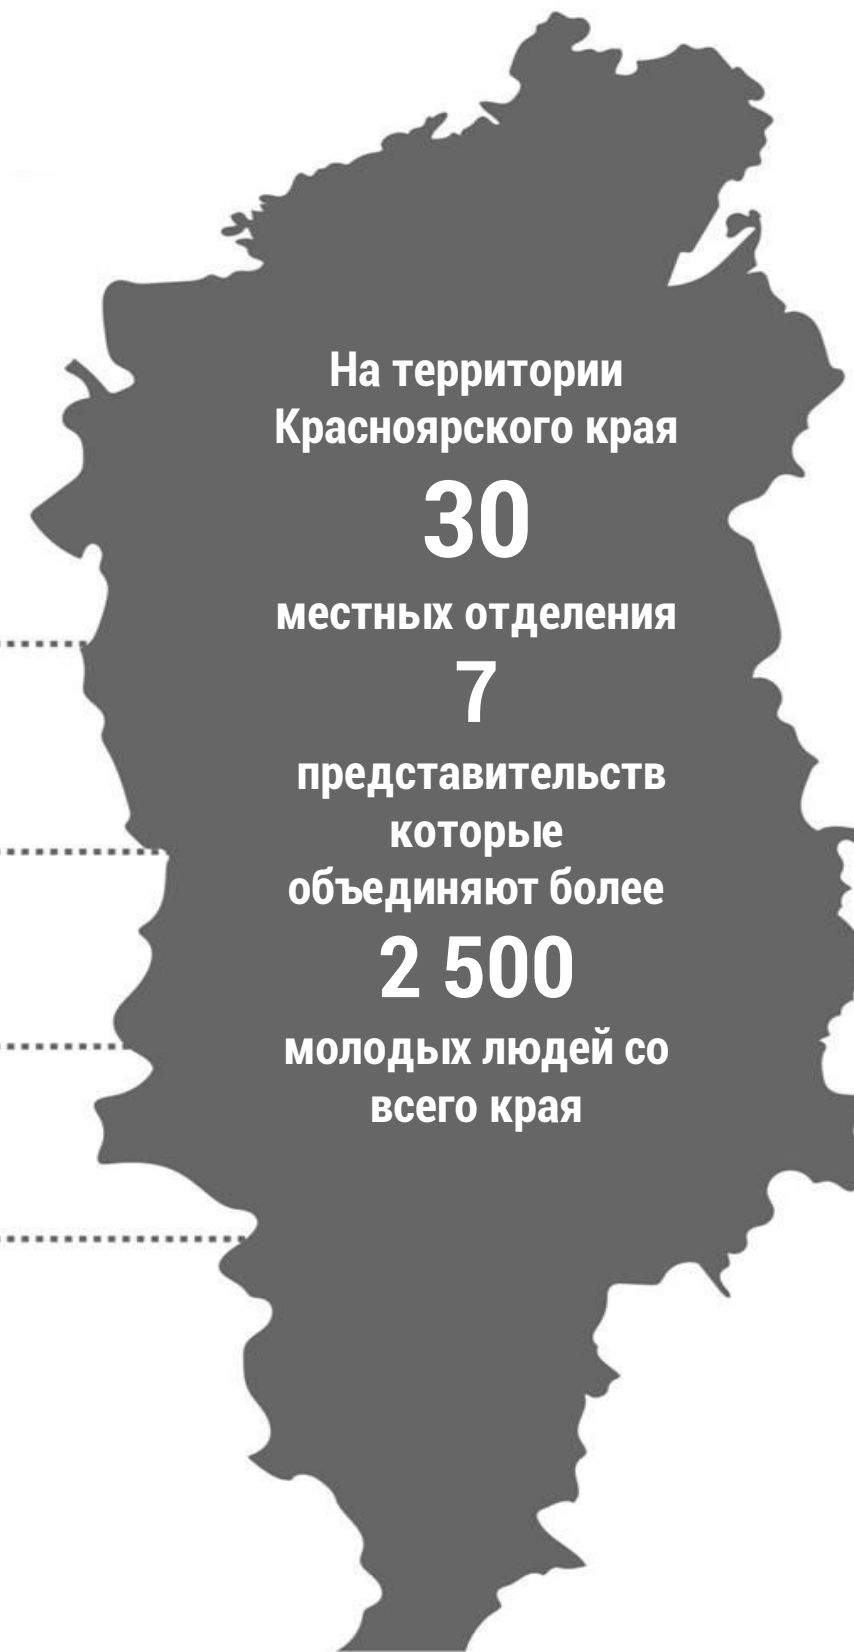 На территории
Красноярского края
30
местных отделения
7
представительств
которые
объединяют более
2 500
молодых людей со
всего края